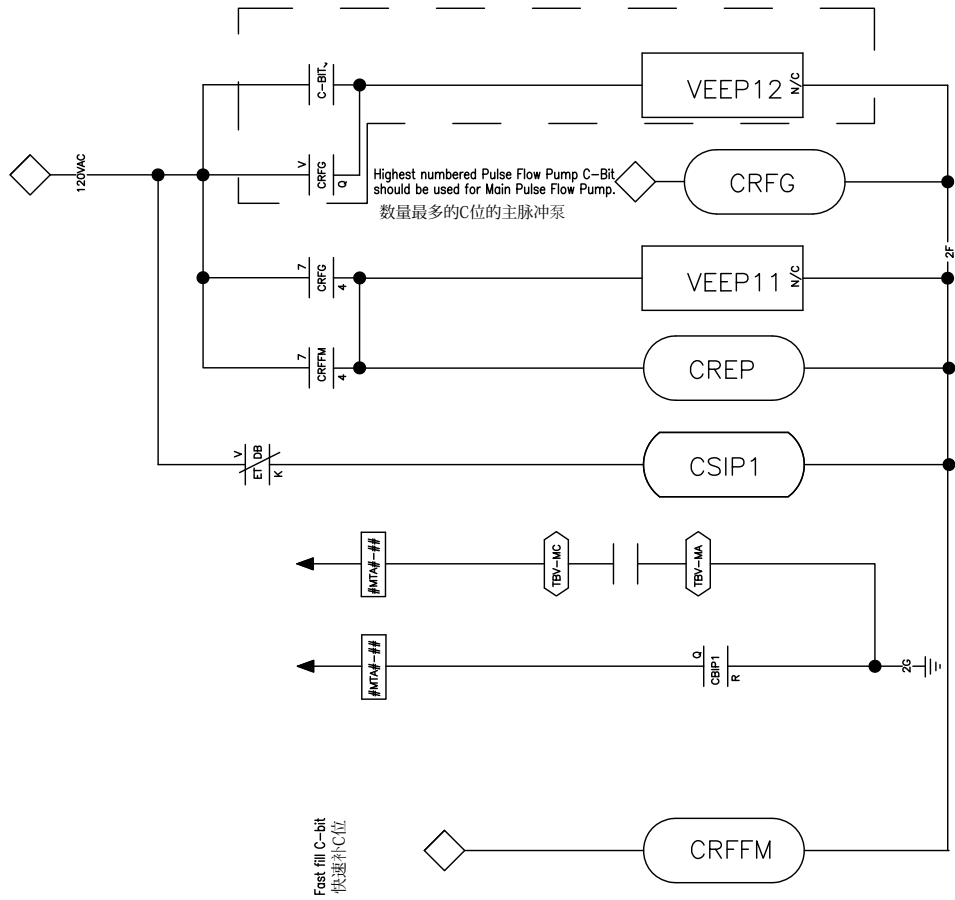 C-BIT
VEEP12
N/C
120VAC
V
CRFG
Q
Highest numbered Pulse Flow Pump C-Bit
should be used for Main Pulse Flow Pump.
数量最多的C位的主脉冲泵
CRFG
2F
7
CRFG
4
VEEP11
N/C
7
CRFFM
4
CREP
V
ET DB
K
CSIP1
#MTA#-##
TBV-MC
TBV-MA
#MTA#-##
Q
CBIP1
R
2G
Fast fill C-bit
快速补C位
CRFFM